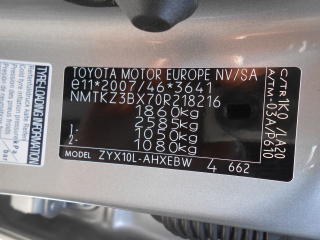 TOYOTA MOTOR EUROPE NV/SA
e11*2007/46*3641
NMTKZ3BX70R218216
1860kg
2585kg
1- 1050kg
2- 1080kg
MODEL ZYX10L-AHXEBW
4 662
C/TR 1K0 /LA20
A/TM -03A/P610
TYRE-LOADING INFORMATION